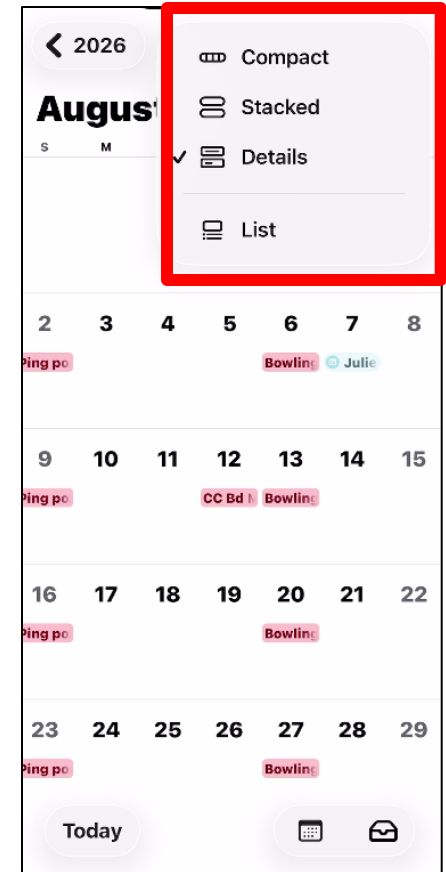 2026
Compact
Stacked
Details
List
August
S M
2 3 4 5 6 7 8
Ping po Bowling Julie
9 10 11 12 13 14 15
Ping po CC Bd M Bowling
16 17 18 19 20 21 22
Ping po Bowling
23 24 25 26 27 28 29
Ping po Bowling
Today